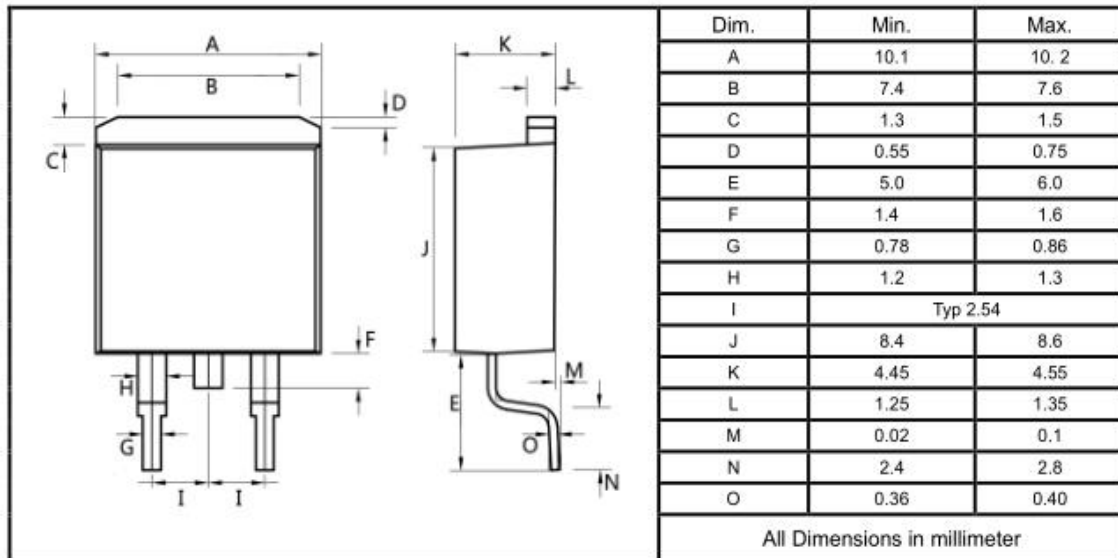 A
B
C
D
J
F
H
G
I I
K
L
E
M
O
N
Dim. Min. Max.
A 10.1 10. 2
B 7.4 7.6
C 1.3 1.5
D 0.55 0.75
E 5.0 6.0
F 1.4 1.6
G 0.78 0.86
H 1.2 1.3
I Typ 2.54
J 8.4 8.6
K 4.45 4.55
L 1.25 1.35
M 0.02 0.1
N 2.4 2.8
O 0.36 0.40
All Dimensions in millimeter